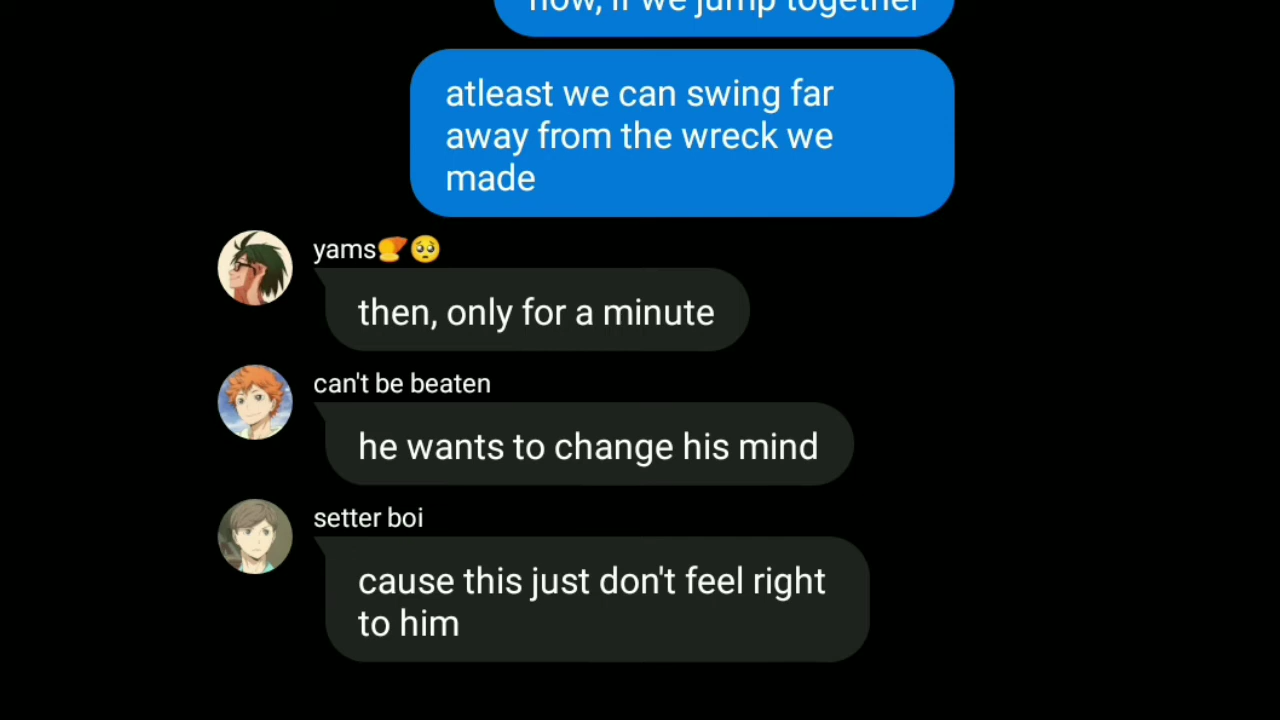 now, if we jump together
atleast we can swing far
away from the wreck we
made
yams🍠🥺
then, only for a minute
can't be beaten
he wants to change his mind
setter boi
cause this just don't feel right
to him